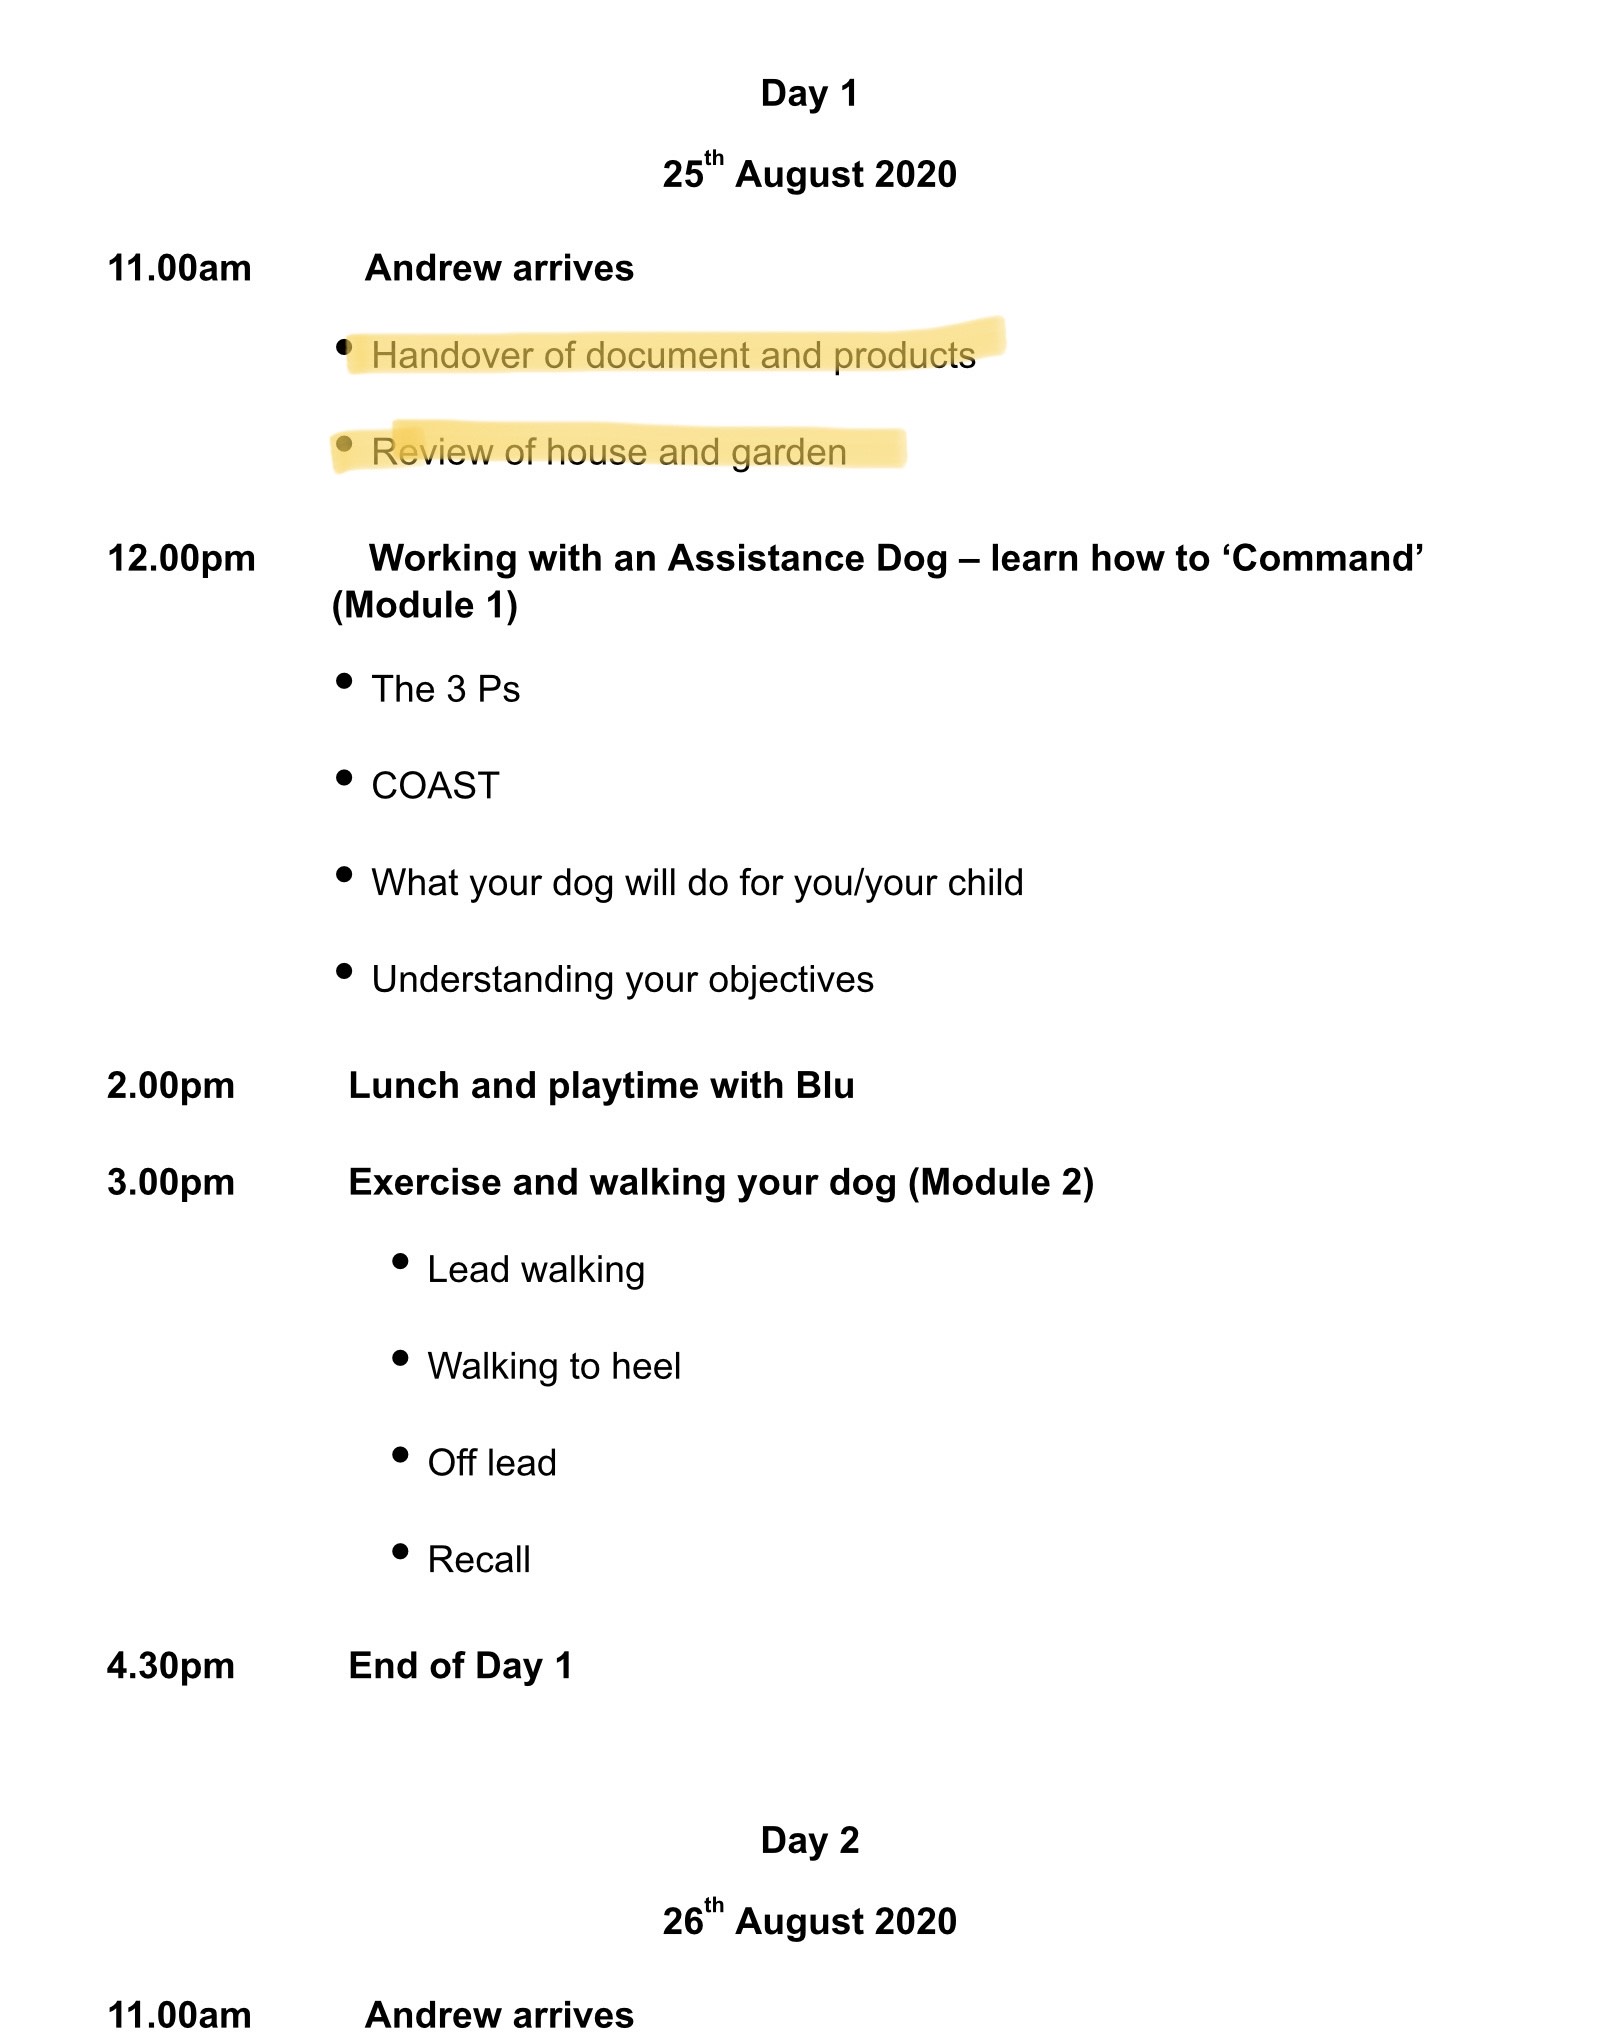 Day 1
25th August 2020
11.00am Andrew arrives
• Handover of document and products
• Review of house and garden
12.00pm Working with an Assistance Dog – learn how to ‘Command’
(Module 1)
• The 3 Ps
• COAST
• What your dog will do for you/your child
• Understanding your objectives
2.00pm Lunch and playtime with Blu
3.00pm Exercise and walking your dog (Module 2)
• Lead walking
• Walking to heel
• Off lead
• Recall
4.30pm End of Day 1
Day 2
26th August 2020
11.00am Andrew arrives